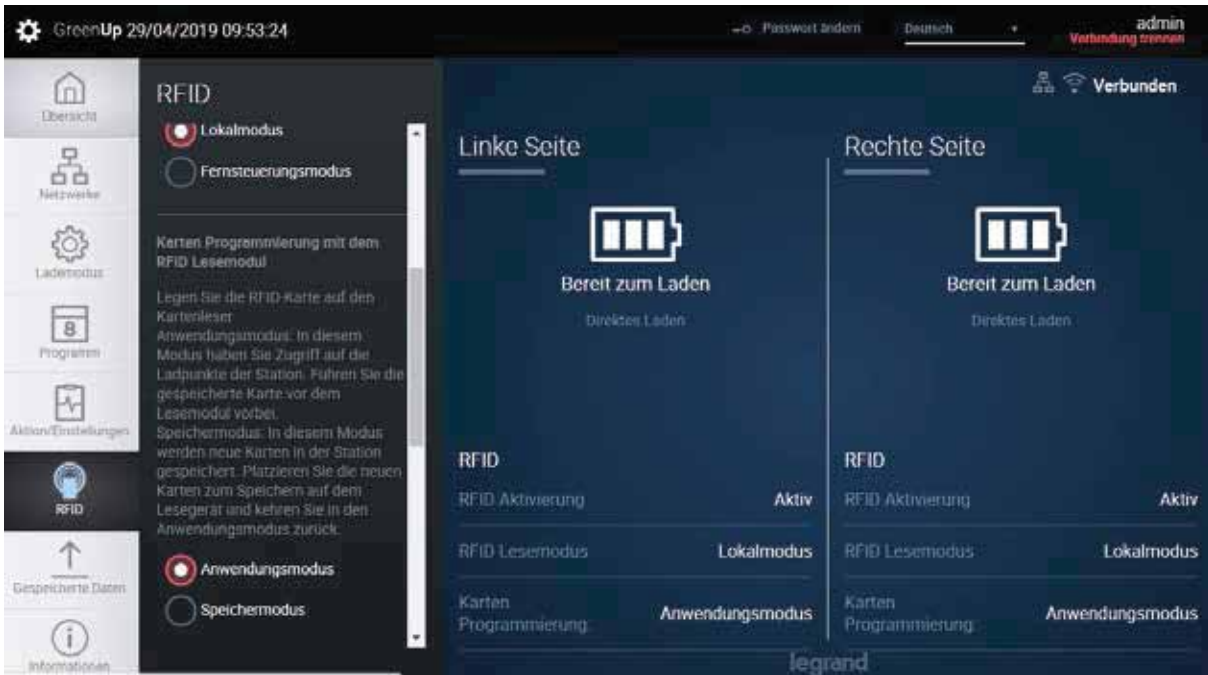 GreenUp 29/04/2019 09:53:24
Passwort ändern
Deutsch
admin
Verbindung trennen
Übersicht
Netzwerke
Lademodus
8
Programm
Aktion/Einstellungen
RFID
Gespeicherte Daten
Informationen
RFID
Lokalmodus
Fernsteuerungsmodus
Karten Programmierung mit dem
RFID Lesemodul
Legen Sie die RFID-Karte auf den
Kartenleser
Anwendungsmodus: In diesem
Modus haben Sie Zugriff auf die
Ladpunkte der Station. Führen Sie die
gespeicherte Karte vor dem
Lesemodul vorbei.
Speichermodus: In diesem Modus
werden neue Karten in der Station
gespeichert. Platzieren Sie die neuen
Karten zum Speichern auf dem
Lesegerät und kehren Sie in den
Anwendungsmodus zurück.
Anwendungsmodus
Speichermodus
Verbunden
Linke Seite
Bereit zum Laden
Direktes Laden
RFID
RFID Aktivierung Aktiv
RFID Lesemodus Lokalmodus
Karten
Programmierung: Anwendungsmodus
Rechte Seite
Bereit zum Laden
Direktes Laden
RFID
RFID Aktivierung Aktiv
RFID Lesemodus Lokalmodus
Karten
Programmierung: Anwendungsmodus
legrand